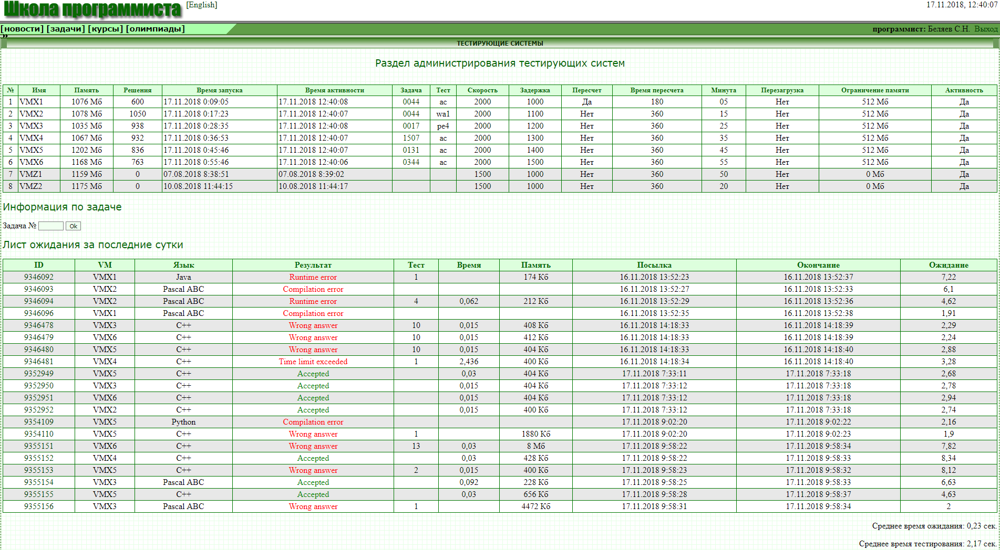 Школа программиста [English] 17.11.2018, 12:40:07
[новости] [задачи] [курсы] [олимпиады] программист: Беляев С.Н. Выход
ТЕСТИРУЮЩИЕ СИСТЕМЫ
Раздел администрирования тестирующих систем
№ Имя Память Решения Время запуска Время активности Задача Тест Скорость Задержка Пересчет Время пересчета Минута Перезагрузка Ограничение памяти Активность
1 VMX1 1076 Мб 600 17.11.2018 0:09:05 17.11.2018 12:40:08 0044 ac 2000 1000 Да 180 05 Нет 512 Мб Да
2 VMX2 1078 Мб 1050 17.11.2018 0:17:23 17.11.2018 12:40:07 0044 wa1 2000 1100 Нет 360 15 Нет 512 Мб Да
3 VMX3 1035 Мб 938 17.11.2018 0:28:35 17.11.2018 12:40:08 0017 pe4 2000 1200 Нет 360 25 Нет 512 Мб Да
4 VMX4 1067 Мб 932 17.11.2018 0:36:53 17.11.2018 12:40:07 1507 ac 2000 1300 Нет 360 35 Нет 512 Мб Да
5 VMX5 1202 Мб 836 17.11.2018 0:45:46 17.11.2018 12:40:07 0131 ac 2000 1400 Нет 360 45 Нет 512 Мб Да
6 VMX6 1168 Мб 763 17.11.2018 0:55:46 17.11.2018 12:40:06 0344 ac 2000 1500 Нет 360 55 Нет 512 Мб Да
7 VMZ1 1159 Мб 0 07.08.2018 8:38:51 07.08.2018 8:39:02 1500 1000 Нет 360 50 Нет 0 Мб Да
8 VMZ2 1175 Мб 0 10.08.2018 11:44:15 10.08.2018 11:44:17 1500 1000 Нет 360 20 Нет 0 Мб Да
Информация по задаче
Задача № Ok
Лист ожидания за последние сутки
ID VM Язык Результат Тест Время Память Посылка Окончание Ожидание
9346092 VMX1 Java Runtime error 1 174 Кб 16.11.2018 13:52:23 16.11.2018 13:52:37 7,22
9346093 VMX2 Pascal ABC Compilation error 16.11.2018 13:52:27 16.11.2018 13:52:33 6,1
9346094 VMX2 Pascal ABC Runtime error 4 0,062 212 Кб 16.11.2018 13:52:29 16.11.2018 13:52:36 4,62
9346096 VMX1 Pascal ABC Compilation error 16.11.2018 13:52:35 16.11.2018 13:52:38 1,91
9346478 VMX3 C++ Wrong answer 10 0,015 408 Кб 16.11.2018 14:18:33 16.11.2018 14:18:39 2,29
9346479 VMX6 C++ Wrong answer 10 0,015 412 Кб 16.11.2018 14:18:33 16.11.2018 14:18:39 2,24
9346480 VMX5 C++ Wrong answer 10 0,015 404 Кб 16.11.2018 14:18:33 16.11.2018 14:18:40 2,88
9346481 VMX4 C++ Time limit exceeded 1 2,436 400 Кб 16.11.2018 14:18:34 16.11.2018 14:18:40 3,28
9352949 VMX5 C++ Accepted 0,03 404 Кб 17.11.2018 7:33:11 17.11.2018 7:33:18 2,68
9352950 VMX3 C++ Accepted 0,015 404 Кб 17.11.2018 7:33:12 17.11.2018 7:33:18 2,78
9352951 VMX6 C++ Accepted 0,015 404 Кб 17.11.2018 7:33:12 17.11.2018 7:33:18 2,94
9352952 VMX2 C++ Accepted 0,015 400 Кб 17.11.2018 7:33:12 17.11.2018 7:33:18 2,74
9354109 VMX5 Python Compilation error 17.11.2018 9:02:20 17.11.2018 9:02:22 2,16
9354110 VMX5 C++ Wrong answer 1 1880 Кб 17.11.2018 9:02:20 17.11.2018 9:02:23 1,9
9355151 VMX6 C++ Wrong answer 13 0,03 8 Мб 17.11.2018 9:58:22 17.11.2018 9:58:34 7,82
9355152 VMX4 C++ Accepted 0,03 428 Кб 17.11.2018 9:58:22 17.11.2018 9:58:33 8,34
9355153 VMX5 C++ Wrong answer 2 0,015 400 Кб 17.11.2018 9:58:23 17.11.2018 9:58:32 8,12
9355154 VMX3 Pascal ABC Accepted 0,092 228 Кб 17.11.2018 9:58:25 17.11.2018 9:58:33 6,63
9355155 VMX5 C++ Accepted 0,03 656 Кб 17.11.2018 9:58:28 17.11.2018 9:58:37 4,63
9355156 VMX3 Pascal ABC Wrong answer 1 4472 Кб 17.11.2018 9:58:31 17.11.2018 9:58:34 2
Среднее время ожидания: 0,23 сек.
Среднее время тестирования: 2,17 сек.